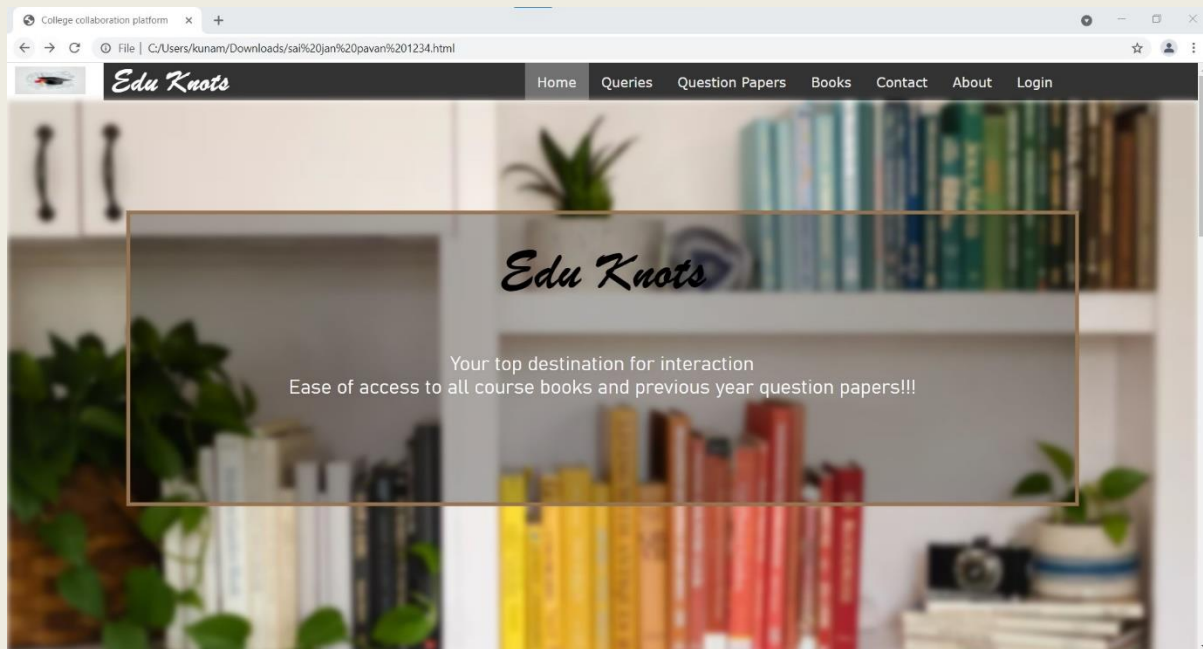 College collaboration platform
File | C:/Users/kunam/Downloads/sai%20jan%20pavan%201234.html
Edu Knots
Home Queries Question Papers Books Contact About Login
Edu Knots
Your top destination for interaction
Ease of access to all course books and previous year question papers!!!